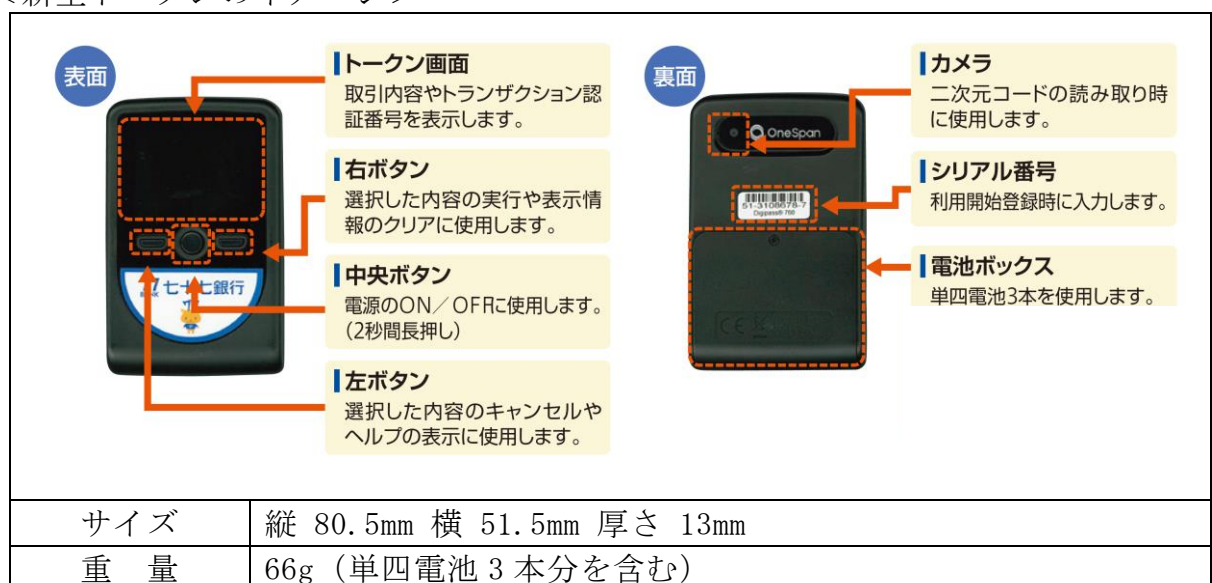 表面
トークン画面
取引内容やトランザクション認
証番号を表示します。
右ボタン
選択した内容の実行や表示情
報のクリアに使用します。
中央ボタン
電源のON／OFFに使用します。
(2秒間長押し)
左ボタン
選択した内容のキャンセルや
ヘルプの表示に使用します。
七十七銀行
裏面
カメラ
二次元コードの読み取り時
に使用します。
シリアル番号
利用開始登録時に入力します。
電池ボックス
単四電池3本を使用します。
OneSpan
51-3108678-7
Digipass® 760
CE
サイズ 縦 80.5mm 横 51.5mm 厚さ 13mm
重 量 66g (単四電池 3 本分を含む)